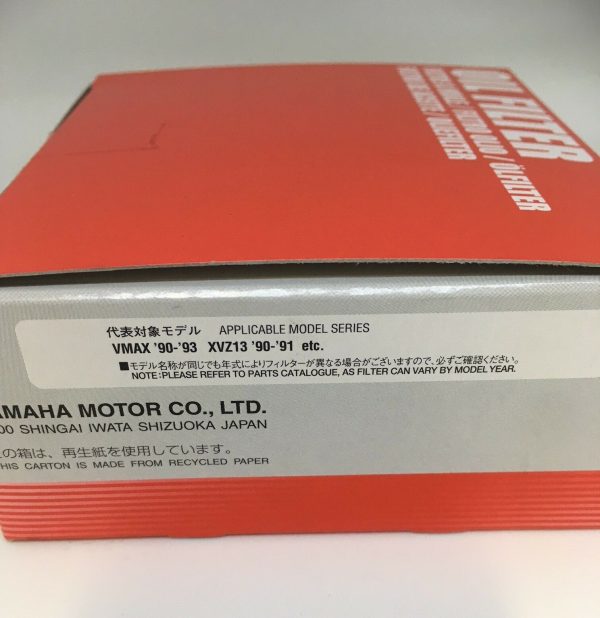 OIL FILTER
/ ÖLFILTER
/ OLIEFILTER
代表対象モデル APPLICABLE MODEL SERIES
VMAX '90-'93 XVZ13 '90-'91 etc.
■モデル名称が同じでも年式によりフィルターが異なる場合がございますので、必ずご確認ください。
NOTE:PLEASE REFER TO PARTS CATALOGUE, AS FILTER CAN VARY BY MODEL YEAR.
AMAHA MOTOR CO., LTD.
00 SHINGAI IWATA SHIZUOKA JAPAN
の箱は、再生紙を使用しています。
HIS CARTON IS MADE FROM RECYCLED PAPER